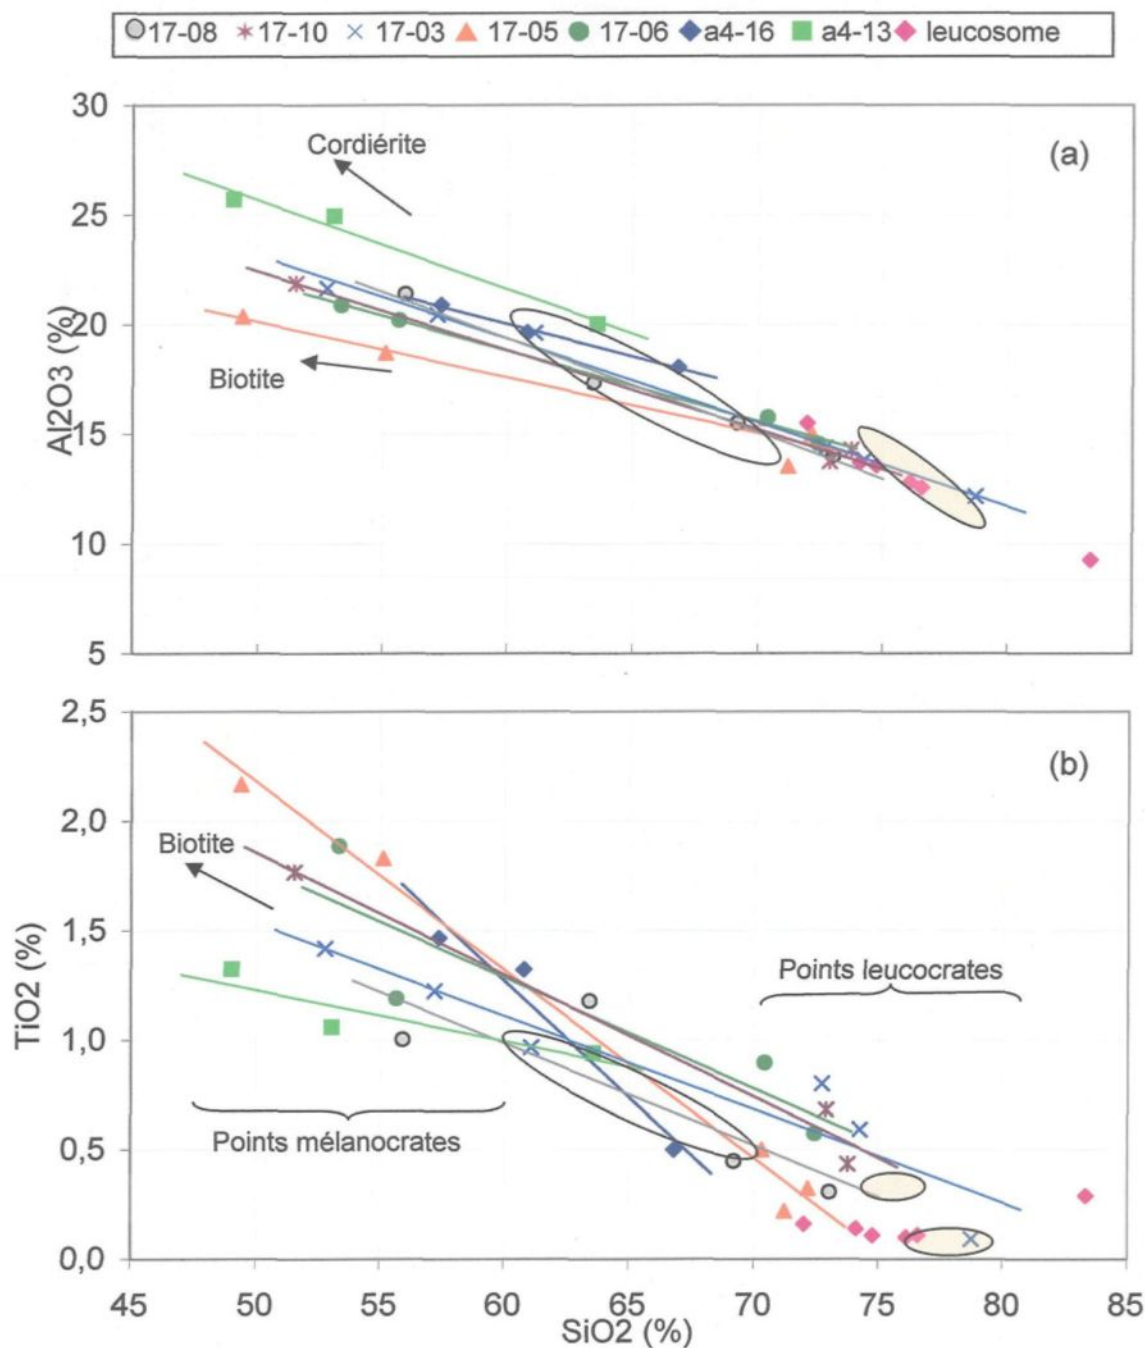 17-08 17-10 17-03 17-05 17-06 a4-16 a4-13 leucosome
30
25
20
15
10
5
Al2O3 (%)
(a)
Cordiérite
Biotite
2,5
2,0
1,5
1,0
0,5
0,0
TiO2 (%)
(b)
Biotite
Points leucocrates
Points mélanocrates
45 50 55 60 65 70 75 80 85
SiO2 (%)